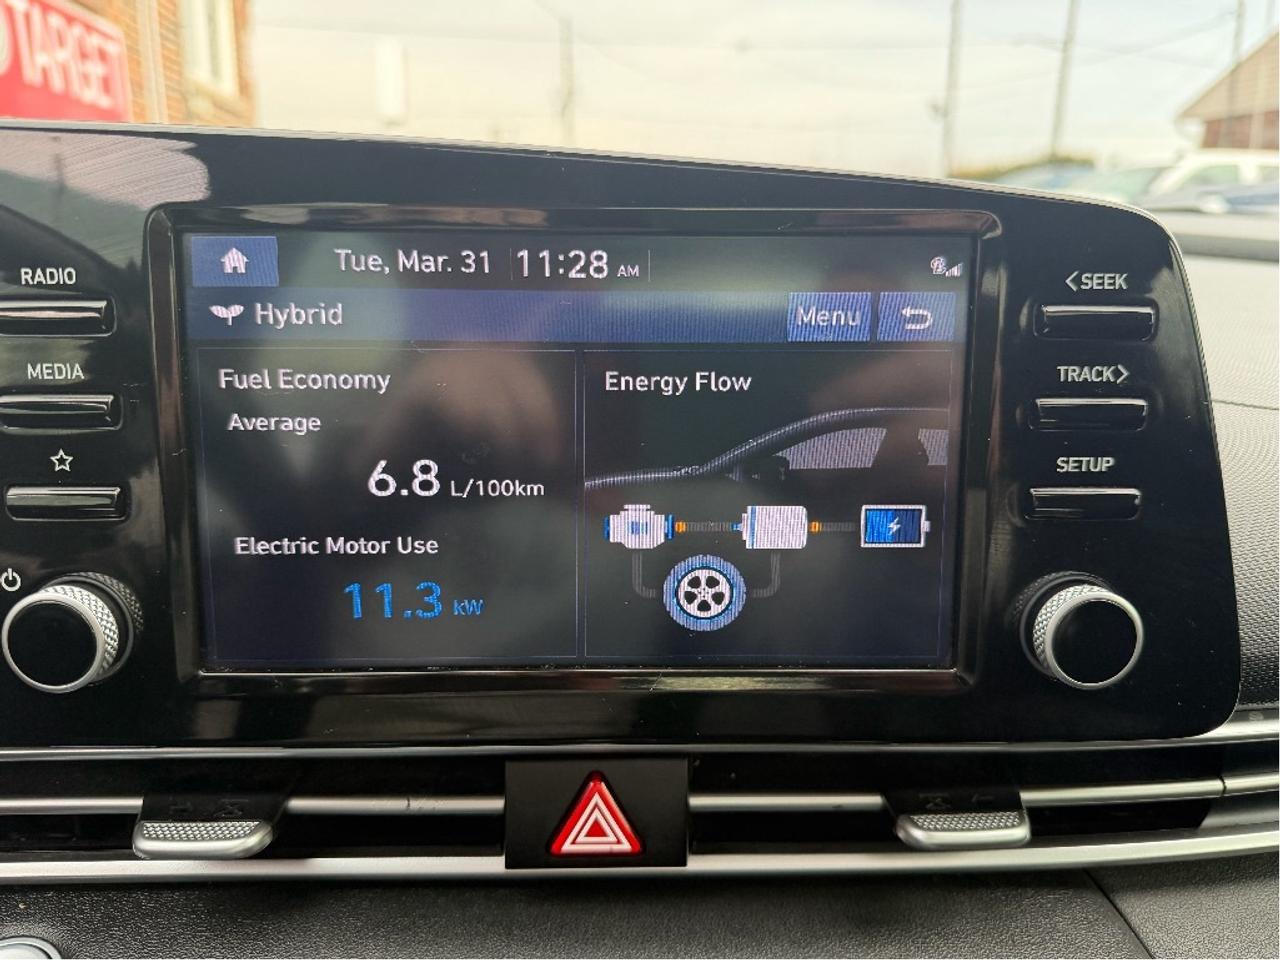 TARGET
RADIO
MEDIA
Tue, Mar. 31 11:28 AM
Hybrid
Menu
Fuel Economy
Average
6.8 L/100km
Electric Motor Use
11.3 kW
Energy Flow
<SEEK
TRACK>
SETUP